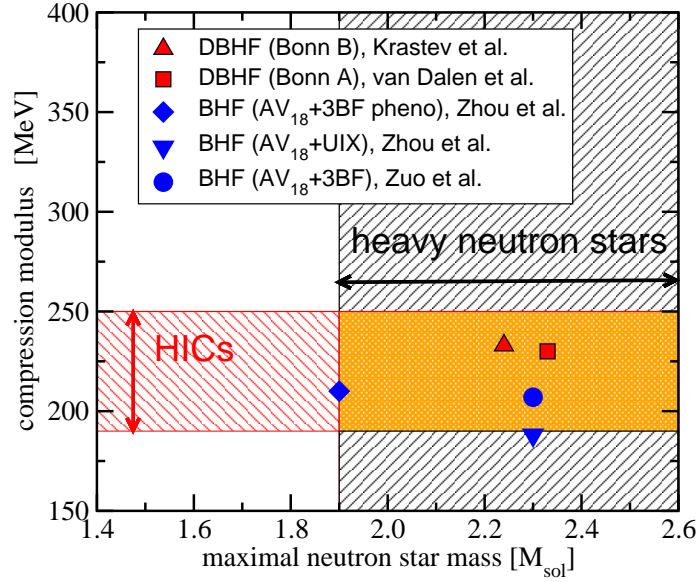 400
350
300
250
200
150
compression modulus [MeV]
DBHF (Bonn B), Krastev et al.
DBHF (Bonn A), van Dalen et al.
BHF (AV18+3BF pheno), Zhou et al.
BHF (AV18+UIX), Zhou et al.
BHF (AV18+3BF), Zuo et al.
heavy neutron stars
HICs
1.4 1.6 1.8 2.0 2.2 2.4 2.6
maximal neutron star mass [Msol]